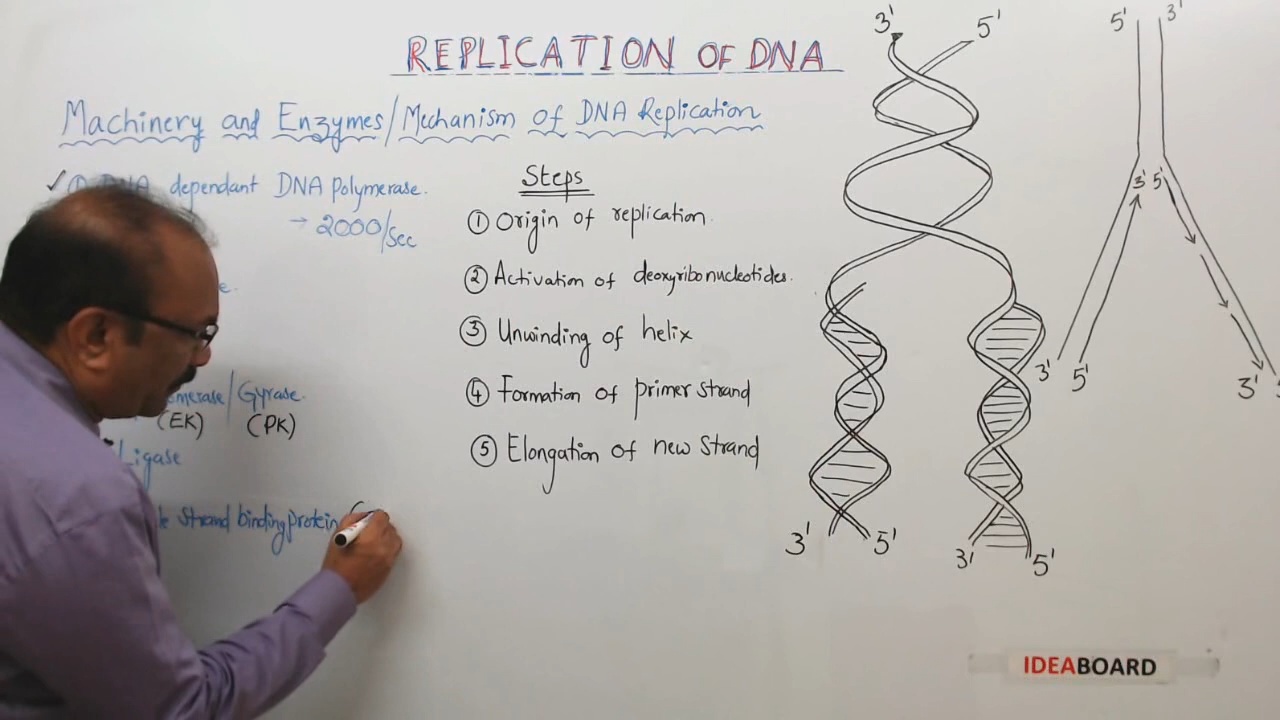 REPLICATION OF DNA
Machinery and Enzymes/Mechanism of DNA Replication
dependant DNA polymerase.
→ 2000/sec
/Gyrase.
(EK) (PK)
Ligase
Strand binding protein (
Steps
① Origin of replication.
② Activation of deoxyribonucleotides.
③ Unwinding of helix
④ Formation of primer strand
⑤ Elongation of new strand
3' 5'
3' 5'
3' 5'
5' 3'
3' 5'
3' 5'
3'
IDEABOARD